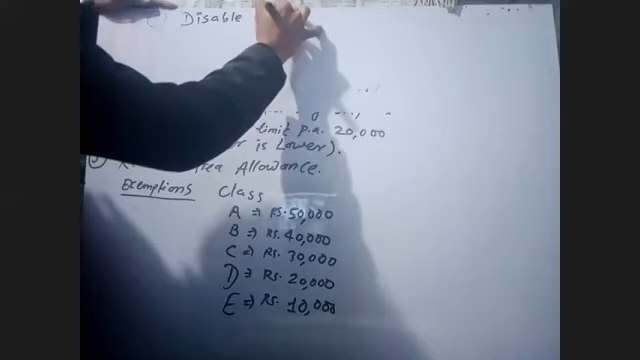 c) Disable
limit p.a. 20,000
r is Lower).
Area Allowance.
Exemptions Class
A ⇒ Rs. 50,000
B ⇒ Rs. 40,000
C ⇒ Rs. 30,000
D ⇒ Rs. 20,000
E ⇒ Rs. 10,000